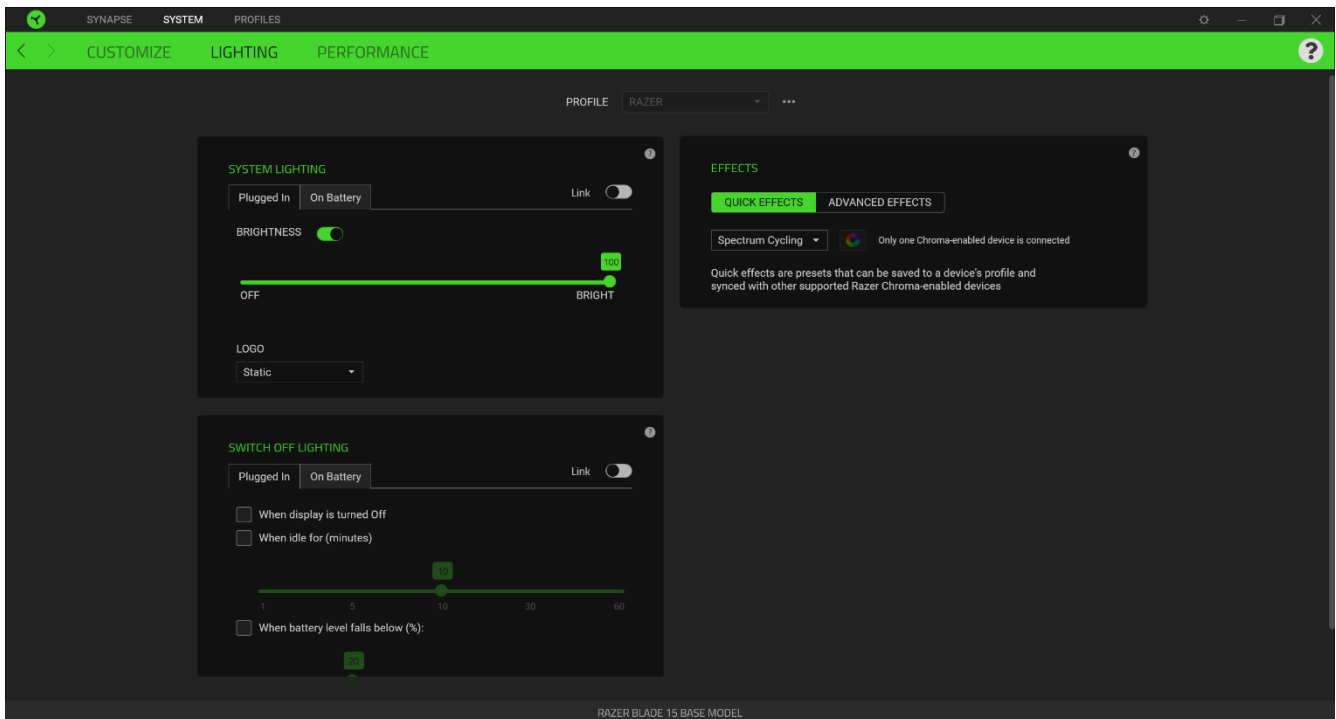 SYNAPSE SYSTEM PROFILES
CUSTOMIZE LIGHTING PERFORMANCE ?
PROFILE RAZER •••
SYSTEM LIGHTING ?
Plugged In On Battery Link
BRIGHTNESS
100
OFF BRIGHT
LOGO
Static
EFFECTS ?
QUICK EFFECTS ADVANCED EFFECTS
Spectrum Cycling Only one Chroma-enabled device is connected
Quick effects are presets that can be saved to a device's profile and
synced with other supported Razer Chroma-enabled devices
SWITCH OFF LIGHTING ?
Plugged In On Battery Link
When display is turned Off
When idle for (minutes)
10
1 5 10 30 60
When battery level falls below (%):
20
RAZER BLADE 15 BASE MODEL